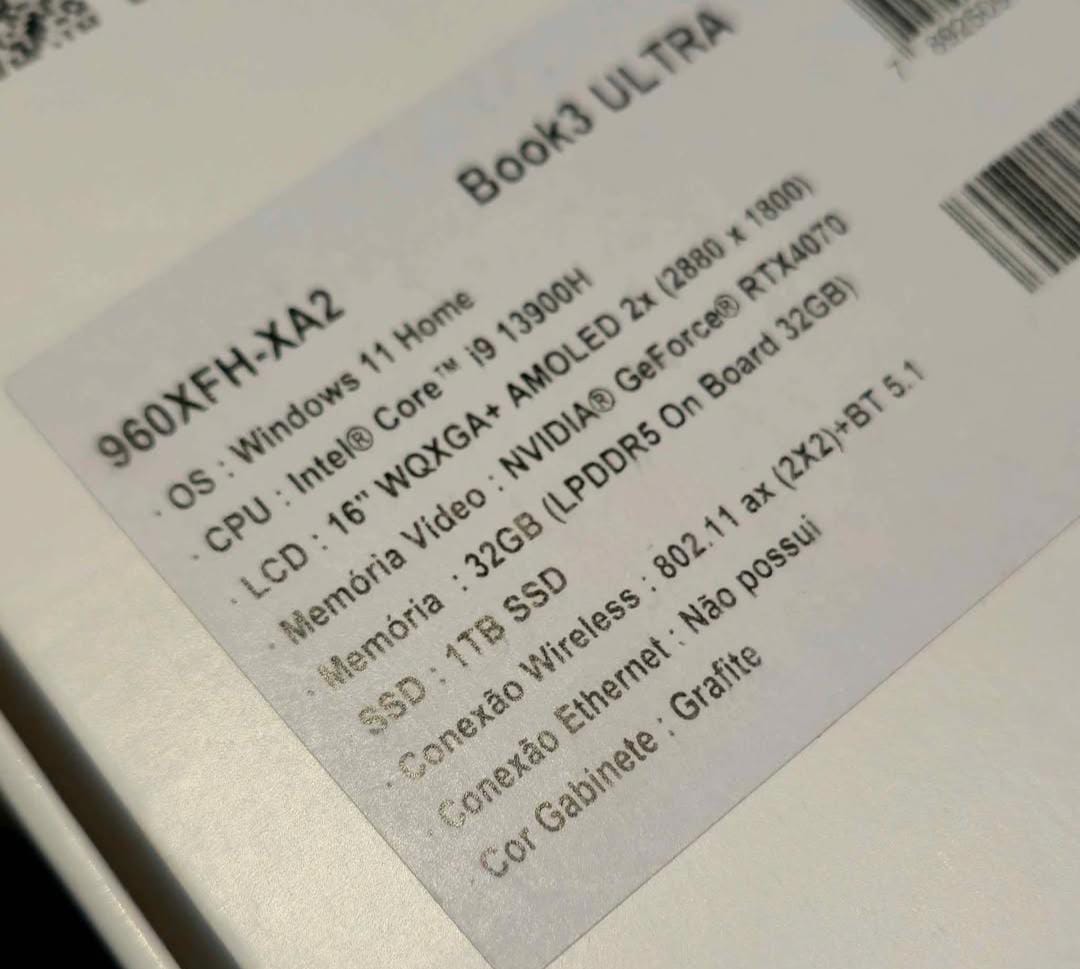 Book3 ULTRA
960XFH-XA2
· OS : Windows 11 Home
· CPU : Intel® Core™ i9 13900H
· LCD : 16" WQXGA+ AMOLED 2x (2880 x 1800)
· Memória Vídeo : NVIDIA® GeForce® RTX4070
· Memória : 32GB (LPDDR5 On Board 32GB)
SSD : 1TB SSD
· Conexão Wireless : 802.11 ax (2X2)+BT 5.1
· Conexão Ethernet : Não possui
Cor Gabinete : Grafite